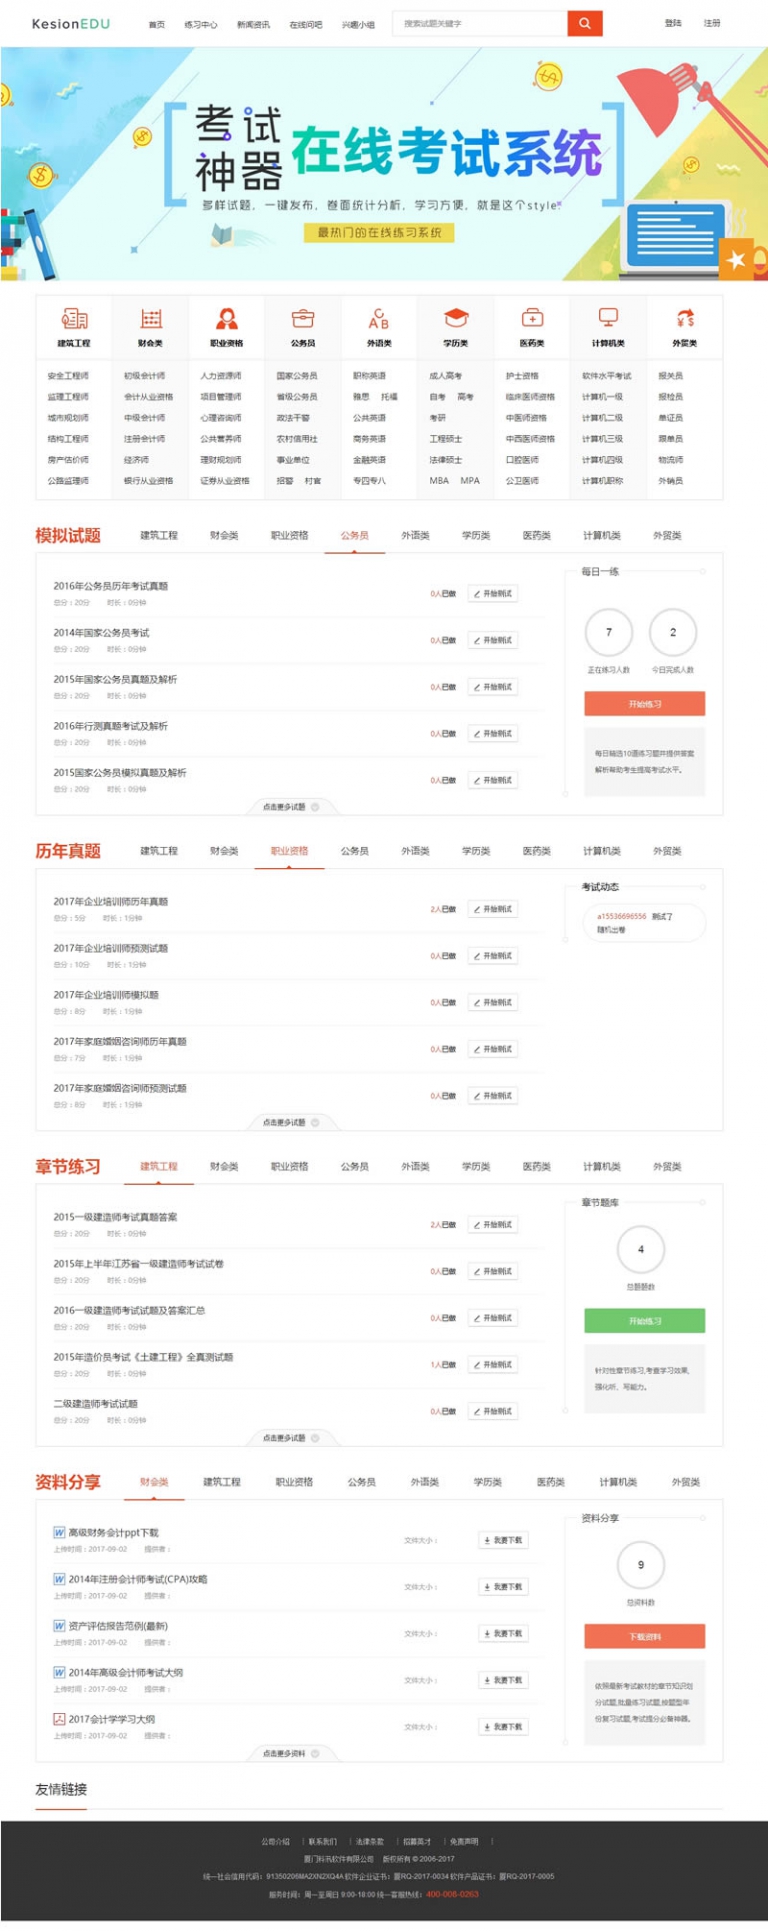 KesionEDU 首页 练习中心 新闻资讯 在线问吧 兴趣小组 搜索试题关键字 登陆 注册
考试
神器 在线考试系统
多样试题，一键发布，卷面统计分析，学习方便，就是这个style
最热门的在线练习系统
建筑工程 财会类 职业资格 公务员 外语类 学历类 医药类 计算机类 外贸类
安全工程师 初级会计师 人力资源师 国家公务员 职称英语 成人高考 护士资格 软件水平考试 报关员
监理工程师 会计从业资格 项目管理师 省级公务员 雅思 托福 自考 高考 临床医师资格 计算机一级 报检员
城市规划师 中级会计师 心理咨询师 政法干警 公共英语 考研 中医师资格 计算机二级 单证员
结构工程师 注册会计师 公共营养师 农村信用社 商务英语 工程硕士 中西医师资格 计算机三级 跟单员
房产估价师 经济师 理财规划师 事业单位 金融英语 法律硕士 口腔医师 计算机四级 物流师
公路监理师 银行从业资格 证券从业资格 招警 村官 专四专八 MBA MPA 公卫医师 计算机职称 外销员
模拟试题 建筑工程 财会类 职业资格 公务员 外语类 学历类 医药类 计算机类 外贸类
2016年公务员历年考试真题
总分：20分 时长：0分钟
0人已做 开始测试
2014年国家公务员考试
总分：20分 时长：0分钟
0人已做 开始测试
2015年国家公务员真题及解析
总分：20分 时长：0分钟
0人已做 开始测试
2016年行测真题考试及解析
总分：20分 时长：0分钟
0人已做 开始测试
2015国家公务员模拟真题及解析
总分：20分 时长：0分钟
0人已做 开始测试
点击更多试题
每日一练
7 2
正在练习人数 今日完成人数
开始练习
每日精选10道练习题并提供答案
解析帮助考生提高考试水平。
历年真题 建筑工程 财会类 职业资格 公务员 外语类 学历类 医药类 计算机类 外贸类
2017年企业培训师历年真题
总分：5分 时长：1分钟
2人已做 开始测试
2017年企业培训师预测试题
总分：10分 时长：1分钟
0人已做 开始测试
2017年企业培训师模拟题
总分：8分 时长：1分钟
0人已做 开始测试
2017年家庭婚姻咨询师历年真题
总分：7分 时长：1分钟
0人已做 开始测试
2017年家庭婚姻咨询师预测试题
总分：8分 时长：1分钟
0人已做 开始测试
点击更多试题
考试动态
a15536696556 测试了
随机出卷
章节练习 建筑工程 财会类 职业资格 公务员 外语类 学历类 医药类 计算机类 外贸类
2015一级建造师考试真题答案
总分：20分 时长：0分钟
2人已做 开始测试
2015年上半年江苏省一级建造师考试试卷
总分：20分 时长：0分钟
0人已做 开始测试
2016一级建造师考试试题及答案汇总
总分：20分 时长：0分钟
0人已做 开始测试
2015年造价员考试《土建工程》全真测试题
总分：20分 时长：0分钟
1人已做 开始测试
二级建造师考试试题
总分：20分 时长：0分钟
0人已做 开始测试
点击更多试题
章节题库
4
总题题数
开始练习
针对性章节练习,考查学习效果,
强化听、写能力。
资料分享 财会类 建筑工程 职业资格 公务员 外语类 学历类 医药类 计算机类 外贸类
高级财务会计ppt下载
上传时间：2017-09-02 提供者：
文件大小： 我要下载
2014年注册会计师考试(CPA)攻略
上传时间：2017-09-02 提供者：
文件大小： 我要下载
资产评估报告范例(最新)
上传时间：2017-09-02 提供者：
文件大小： 我要下载
2014年高级会计师考试大纲
上传时间：2017-09-02 提供者：
文件大小： 我要下载
2017会计学学习大纲
上传时间：2017-09-02 提供者：
文件大小： 我要下载
点击更多资料
资料分享
9
总资料数
下载资料
依照最新考试教材的章节知识划
分试题,批量练习试题,按题型年
份复习试题,考试提分必备神器。
友情链接
公司介绍 | 联系我们 | 法律条款 | 招募英才 | 免责声明 |
厦门科汛软件有限公司 版权所有 © 2006-2017
统一社会信用代码：91350206MA2XN2XQ4A 软件企业证书：厦RQ-2017-0034 软件产品证书：厦RQ-2017-0005
服务时间：周一至周日 9:00-18:00 统一客服热线：400-008-0263